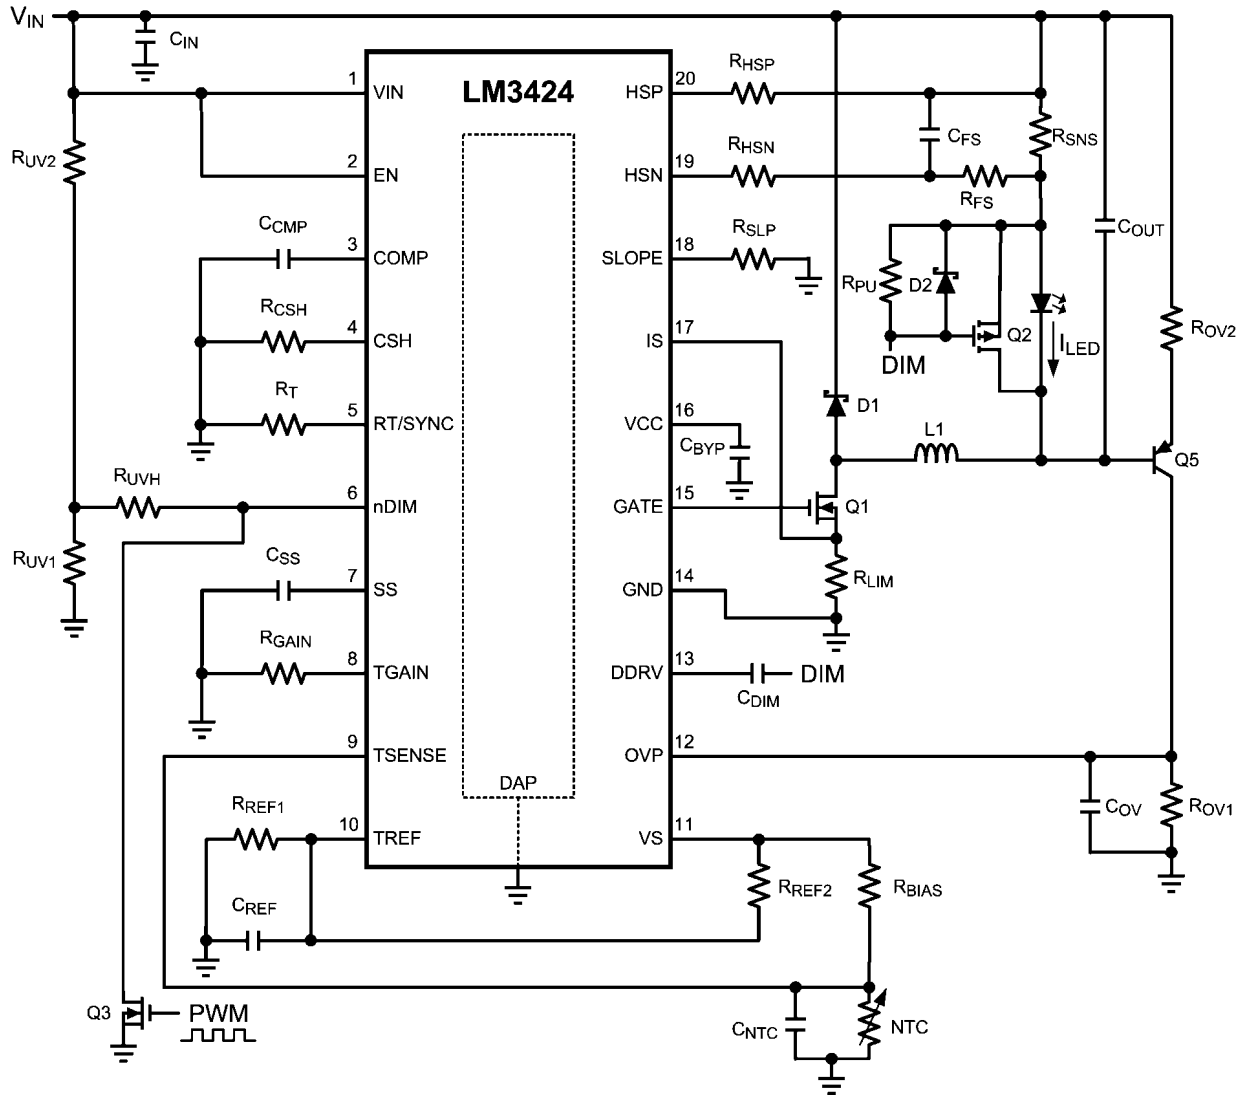 VIN
CIN
LM3424
1 VIN
2 EN
3 COMP
4 CSH
5 RT/SYNC
6 nDIM
7 SS
8 TGAIN
9 TSENSE
10 TREF
HSP 20
HSN 19
SLOPE 18
IS 17
VCC 16
GATE 15
GND 14
DDRV 13
OVP 12
VS 11
DAP
RUV2
CCMP
RCSH
RT
RUVH
RUV1
CSS
RGAIN
RREF1
CREF
Q3
PWM
RHSP
RHSN
CFS
RSNS
RFS
RSLP
RPU
D2
Q2
DIM
ILED
COUT
ROV2
D1
CBYP
L1
Q5
Q1
RLIM
CDIM
DIM
COV
ROV1
RREF2
RBIAS
CNTC
NTC